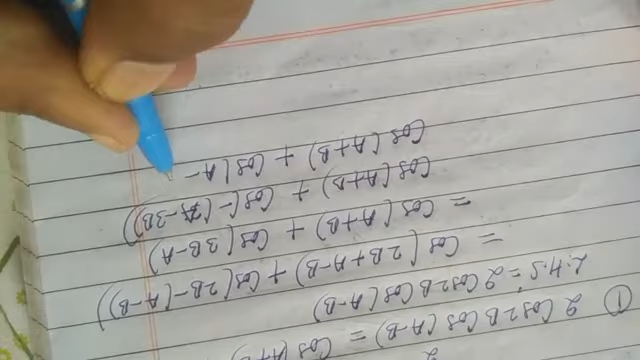 2
① 2 Cos 2B Cos (A-B) = Cos (A+
L.H.S = 2 Cos 2B Cos (A-B)
= Cos (2B+A-B) + Cos (2B-(A-B))
= Cos (A+B) + Cos (3B-A)
Cos (A+B) + Cos (-(A-3B))
Cos (A+B) + Cos (A-